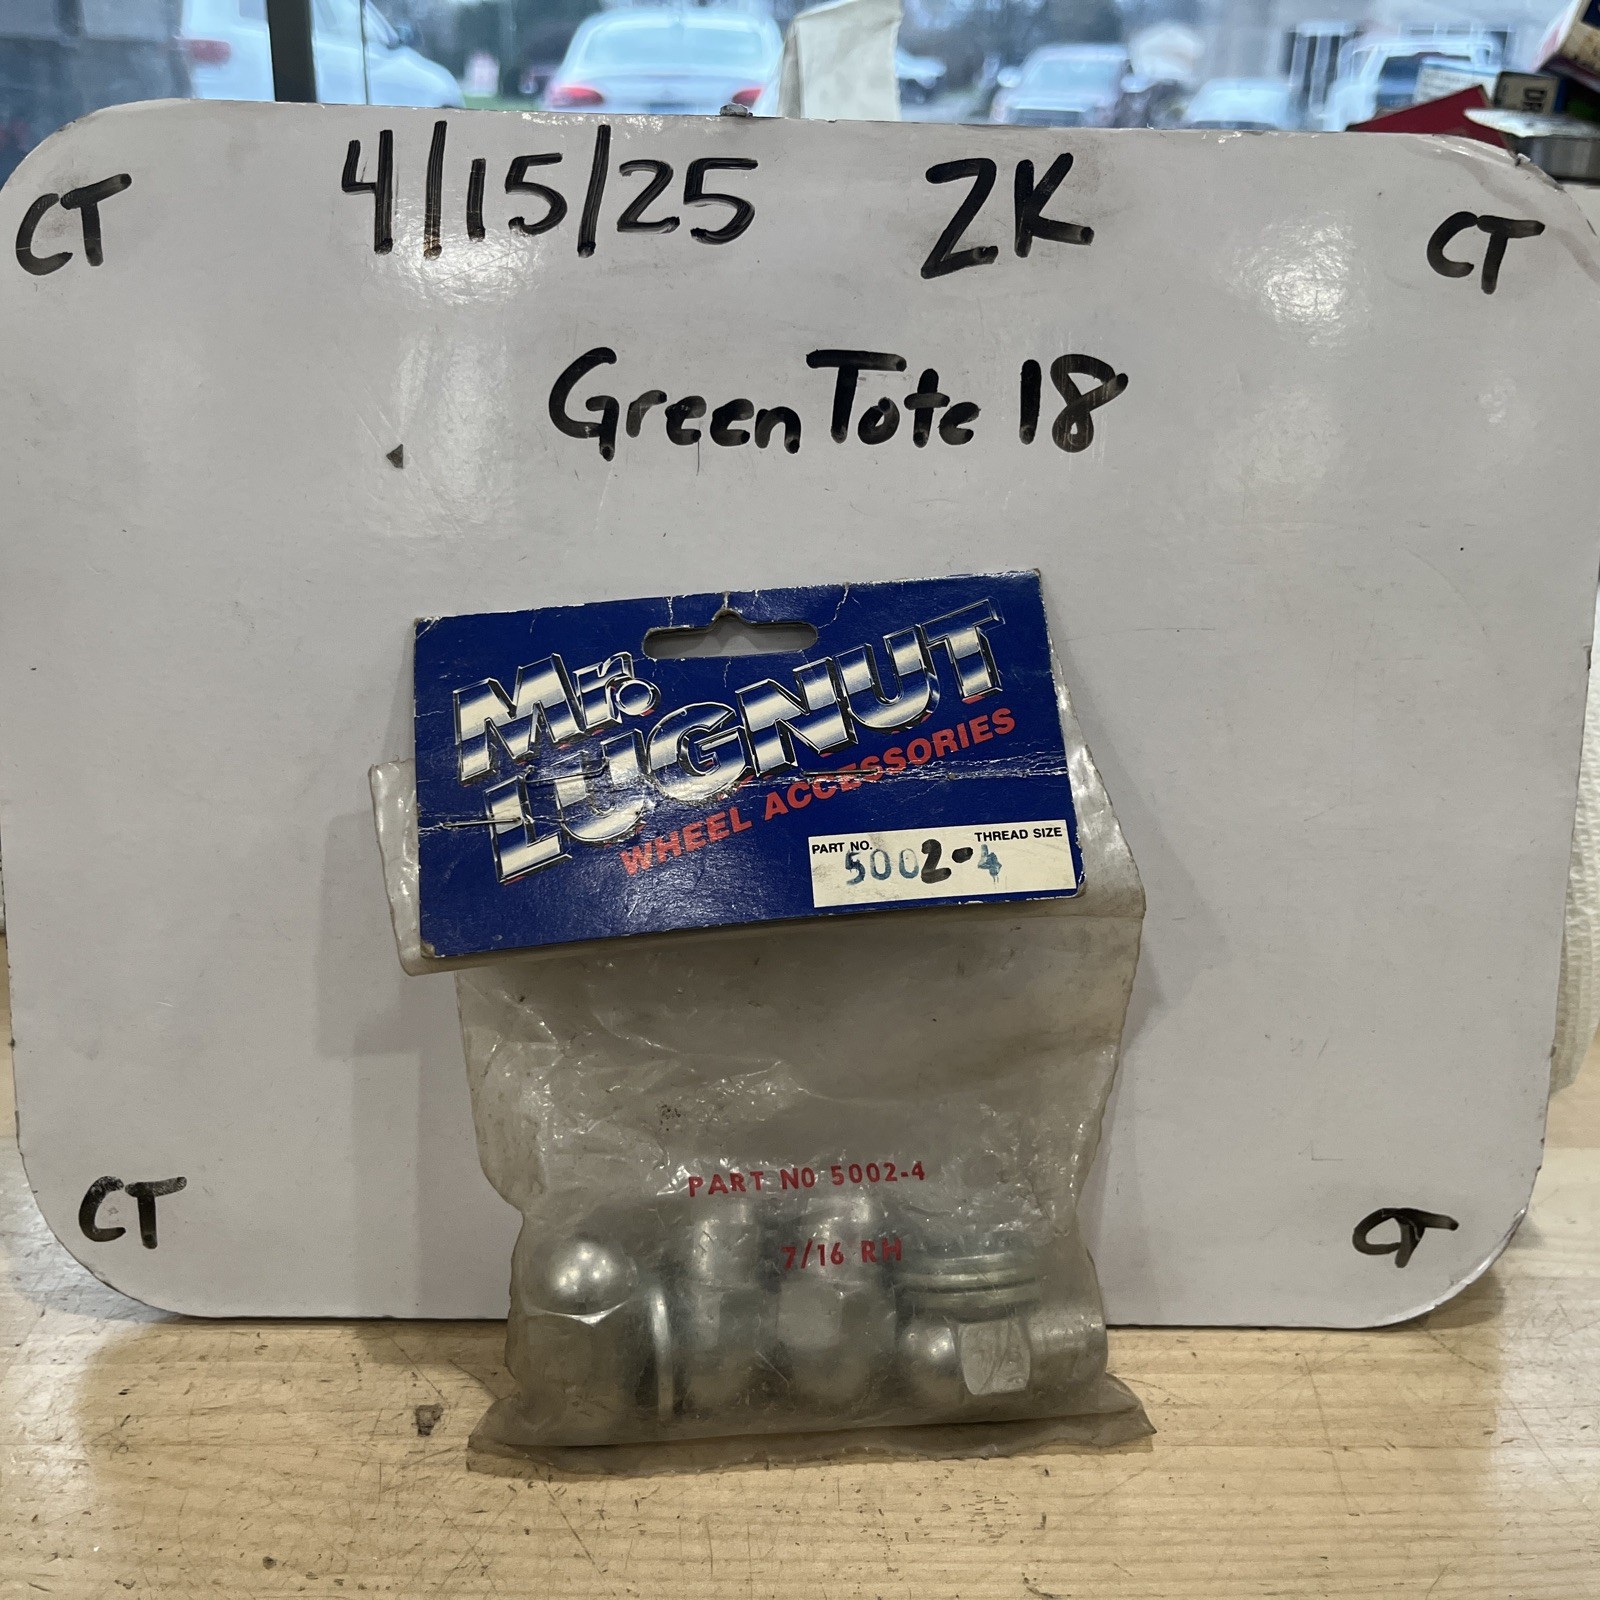 CT 4/15/25 ZK CT
Green Tote 18
Mr.
LUGNUT
WHEEL ACCESSORIES
PART NO. THREAD SIZE
5002-4
PART NO 5002-4
7/16 RH
CT CT